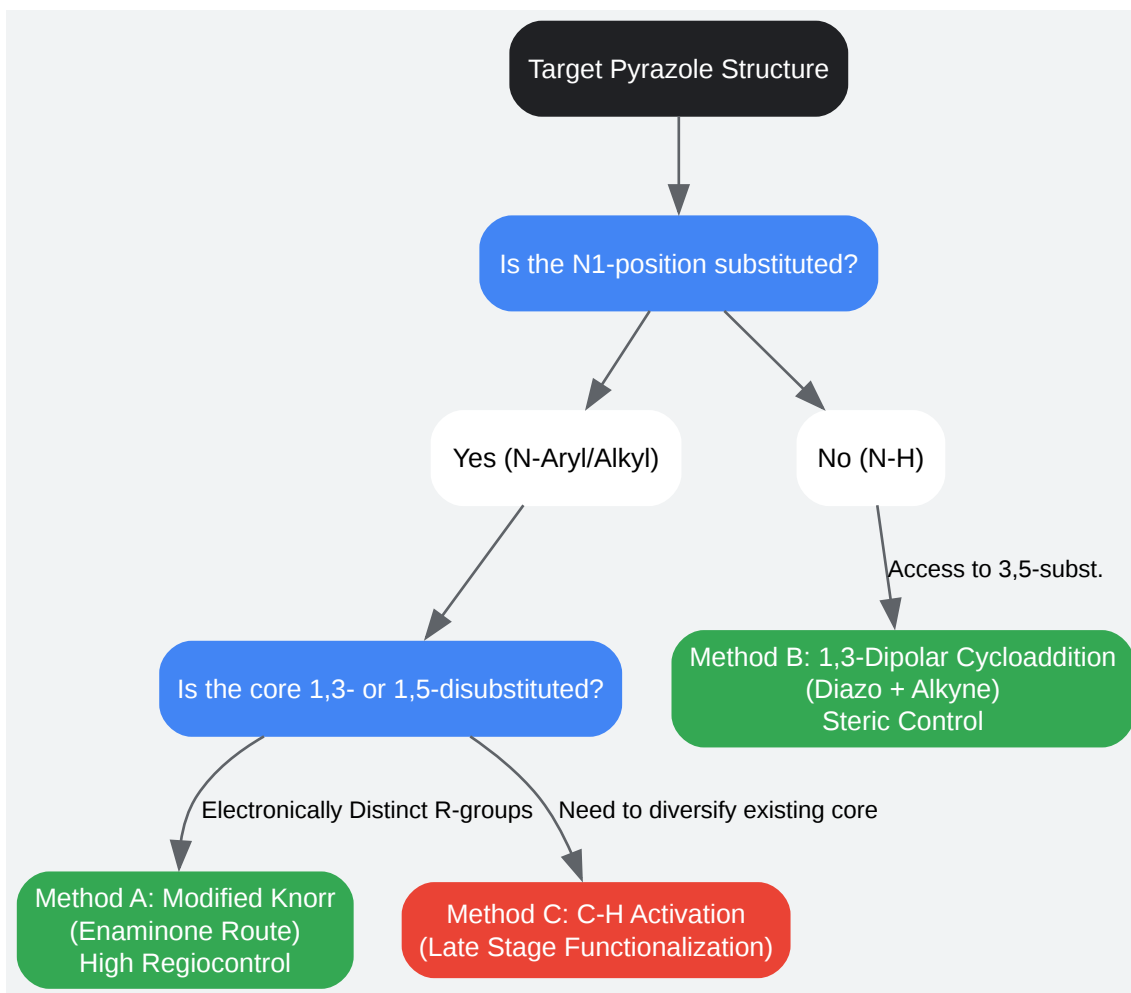 Target Pyrazole Structure
Is the N1-position substituted?
Yes (N-Aryl/Alkyl)
No (N-H)
Access to 3,5-subst.
Is the core 1,3- or 1,5-disubstituted?
Method B: 1,3-Dipolar Cycloaddition
(Diazo + Alkyne)
Steric Control
Electronically Distinct R-groups
Need to diversify existing core
Method A: Modified Knorr
(Enaminone Route)
High Regiocontrol
Method C: C-H Activation
(Late Stage Functionalization)